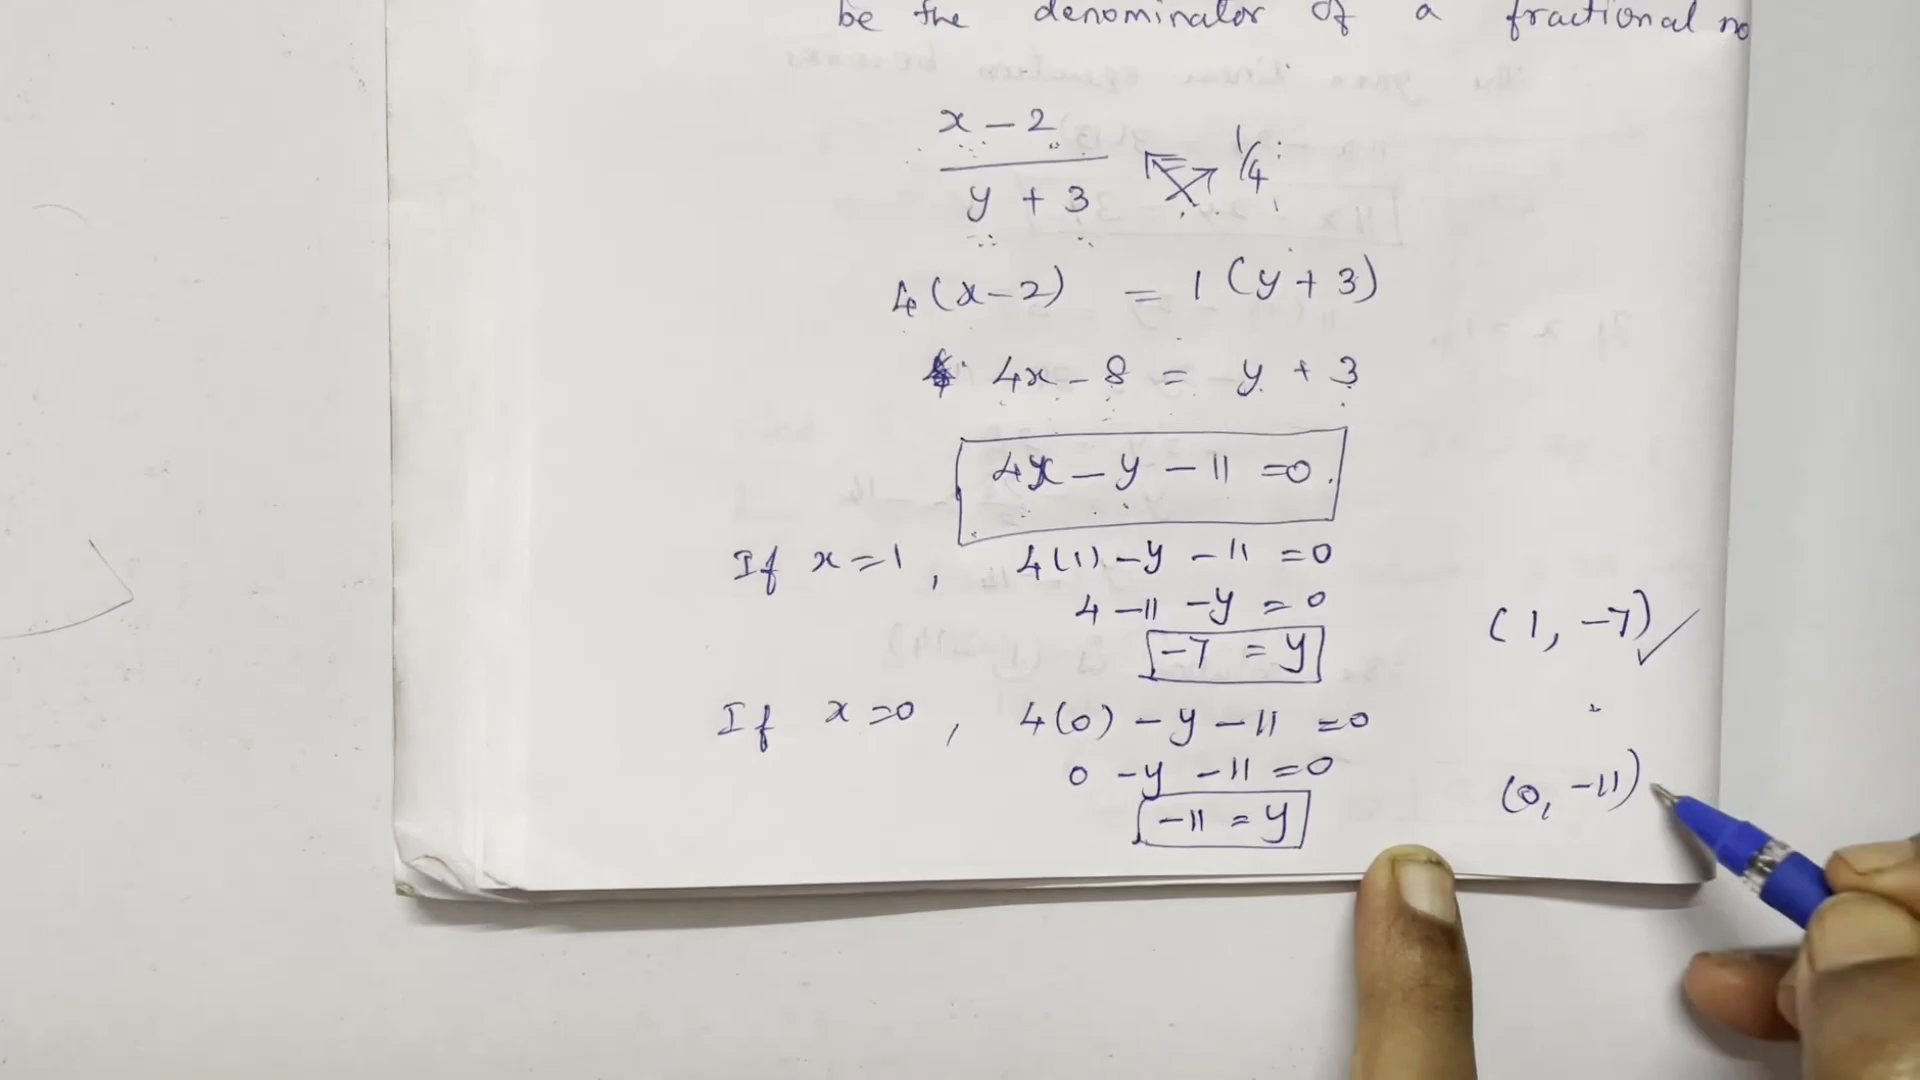 be the denominator of a fractional no
x - 2
1/4
y + 3
4(x-2) = 1(y+3)
4x - 8 = y + 3
4x - y - 11 = 0.
If x = 1, 4(1) - y - 11 = 0
4 - 11 - y = 0
(1, -7) ✓
-7 = y
If x = 0, 4(0) - y - 11 = 0
0 - y - 11 = 0
(0, -11)
-11 = y